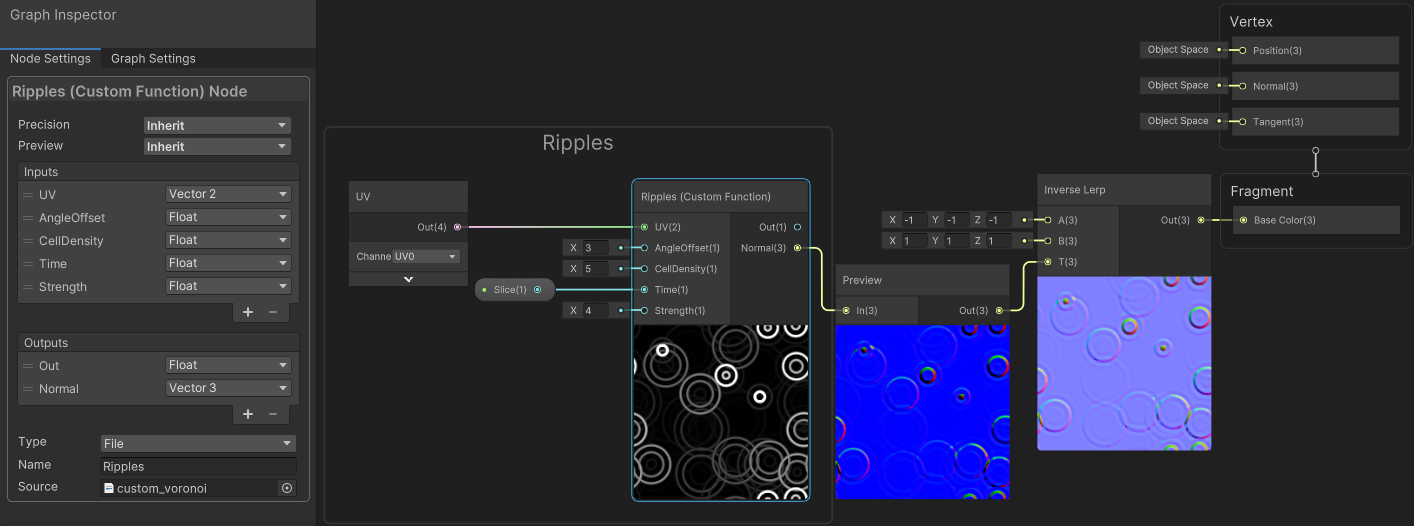 Graph Inspector
Node Settings Graph Settings
Ripples (Custom Function) Node
Precision Inherit
Preview Inherit
Inputs
UV Vector 2
AngleOffset Float
CellDensity Float
Time Float
Strength Float
+ −
Outputs
Out Float
Normal Vector 3
+ −
Type File
Name Ripples
Source custom_voronoi
Ripples
UV
Out(4)
Channe UV0
Slice(1)
X 3
X 5
X 4
Ripples (Custom Function)
UV(2) Out(1)
AngleOffset(1) Normal(3)
CellDensity(1)
Time(1)
Strength(1)
Preview
In(3) Out(3)
X -1 Y -1 Z -1
X 1 Y 1 Z 1
Inverse Lerp
A(3) Out(3)
B(3)
T(3)
Vertex
Object Space Position(3)
Object Space Normal(3)
Object Space Tangent(3)
Fragment
Base Color(3)